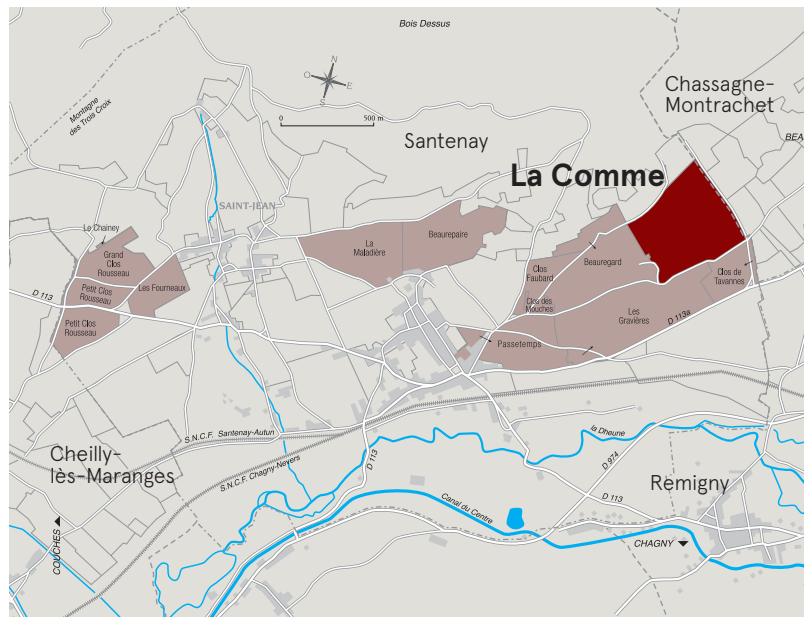 Bois Dessus
N
O
E
S
0
500 m
Montagne
des Trois Croix
Chassagne-
Montrachet
BEA
Santenay
La Comme
SAINT-JEAN
Le Chainey
Grand
Clos
Rousseau
Petit Clos
Rousseau
Les Fourneaux
Petit Clos
Rousseau
D 113
La
Maladière
Beaurepaire
Clos
Faubard
Beauregard
Clos des
Mouches
Les
Gravières
Clos de
Tavannes
D 113a
Passetemps
S.N.C.F. Santenay-Autun
S.N.C.F. Chagny-Nevers
D 113
la Dheune
D 974
D 113
Cheilly-
lès-Maranges
COUCHES
Canal du Centre
Remigny
CHAGNY